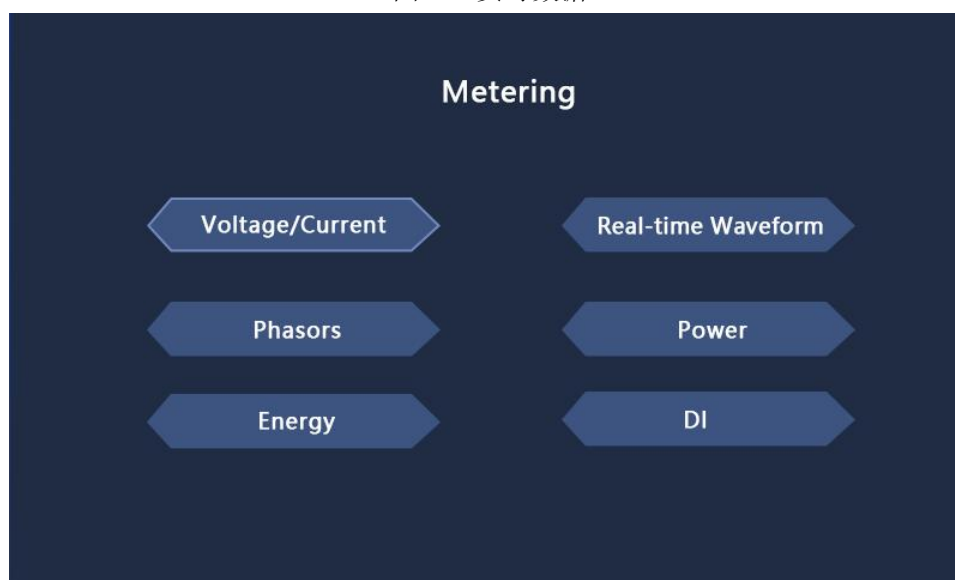 Metering
Voltage/Current
Real-time Waveform
Phasors
Power
Energy
DI